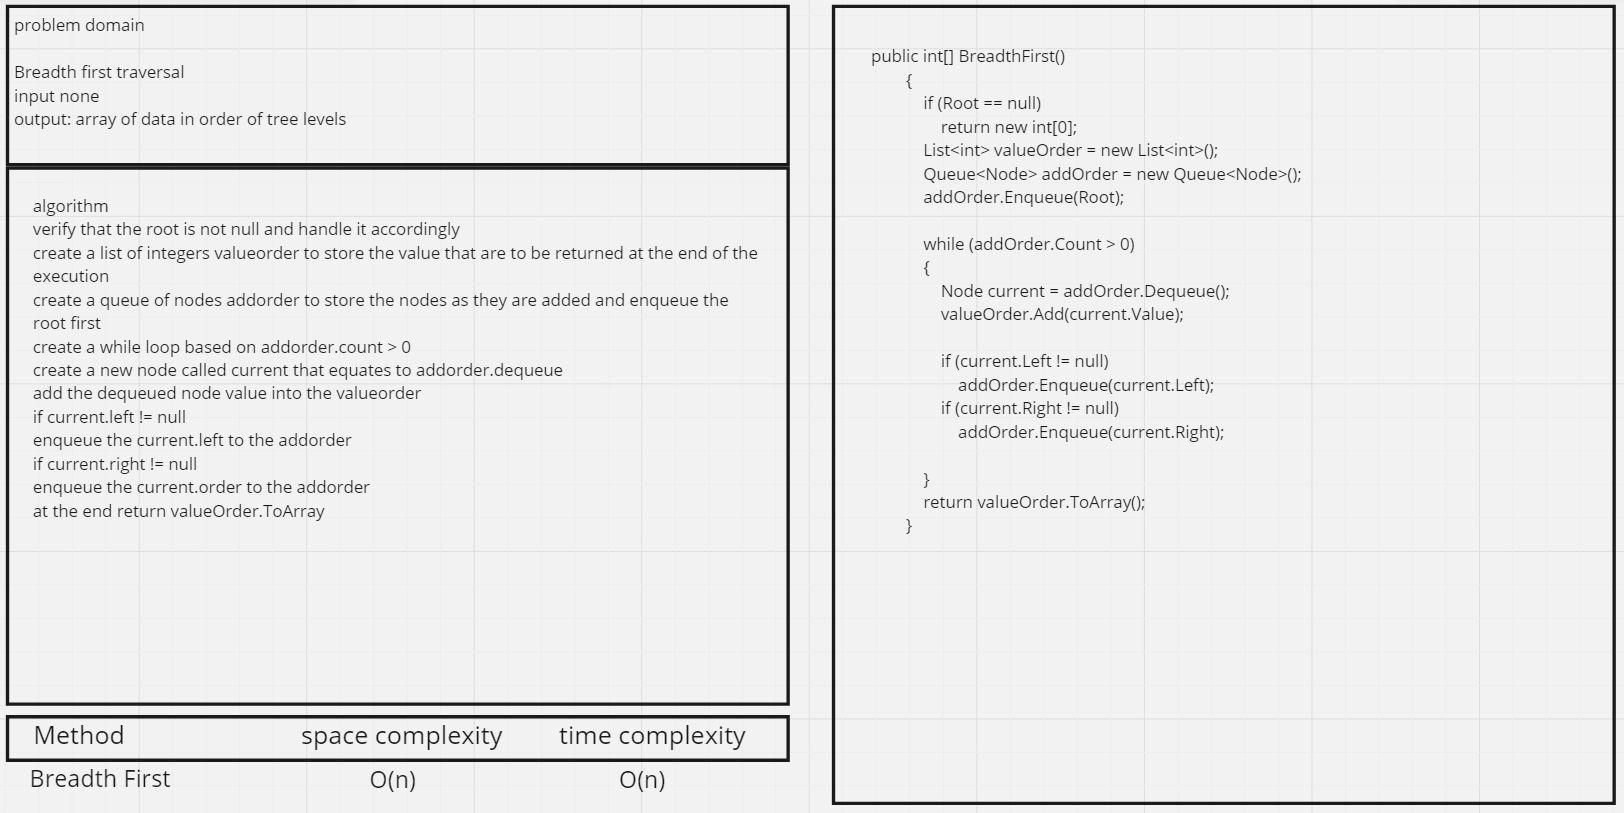 problem domain
Breadth first traversal
input none
output: array of data in order of tree levels
algorithm
verify that the root is not null and handle it accordingly
create a list of integers valueorder to store the value that are to be returned at the end of the
execution
create a queue of nodes addorder to store the nodes as they are added and enqueue the
root first
create a while loop based on addorder.count > 0
create a new node called current that equates to addorder.dequeue
add the dequeued node value into the valueorder
if current.left != null
enqueue the current.left to the addorder
if current.right != null
enqueue the current.order to the addorder
at the end return valueOrder.ToArray
Method space complexity time complexity
Breadth First O(n) O(n)
public int[] BreadthFirst()
{
if (Root == null)
return new int[0];
List<int> valueOrder = new List<int>();
Queue<Node> addOrder = new Queue<Node>();
addOrder.Enqueue(Root);
while (addOrder.Count > 0)
{
Node current = addOrder.Dequeue();
valueOrder.Add(current.Value);
if (current.Left != null)
addOrder.Enqueue(current.Left);
if (current.Right != null)
addOrder.Enqueue(current.Right);
}
return valueOrder.ToArray();
}